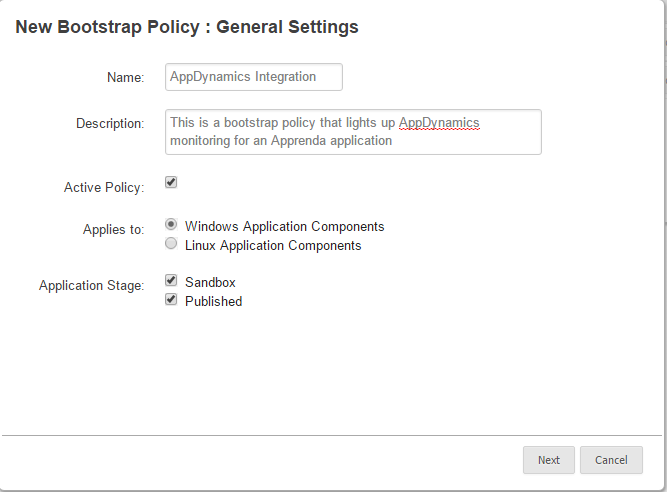 New Bootstrap Policy : General Settings
Name: AppDynamics Integration
Description: This is a bootstrap policy that lights up AppDynamics
monitoring for an Apprenda application
Active Policy:
Applies to: Windows Application Components
Linux Application Components
Application Stage: Sandbox
Published
Next Cancel